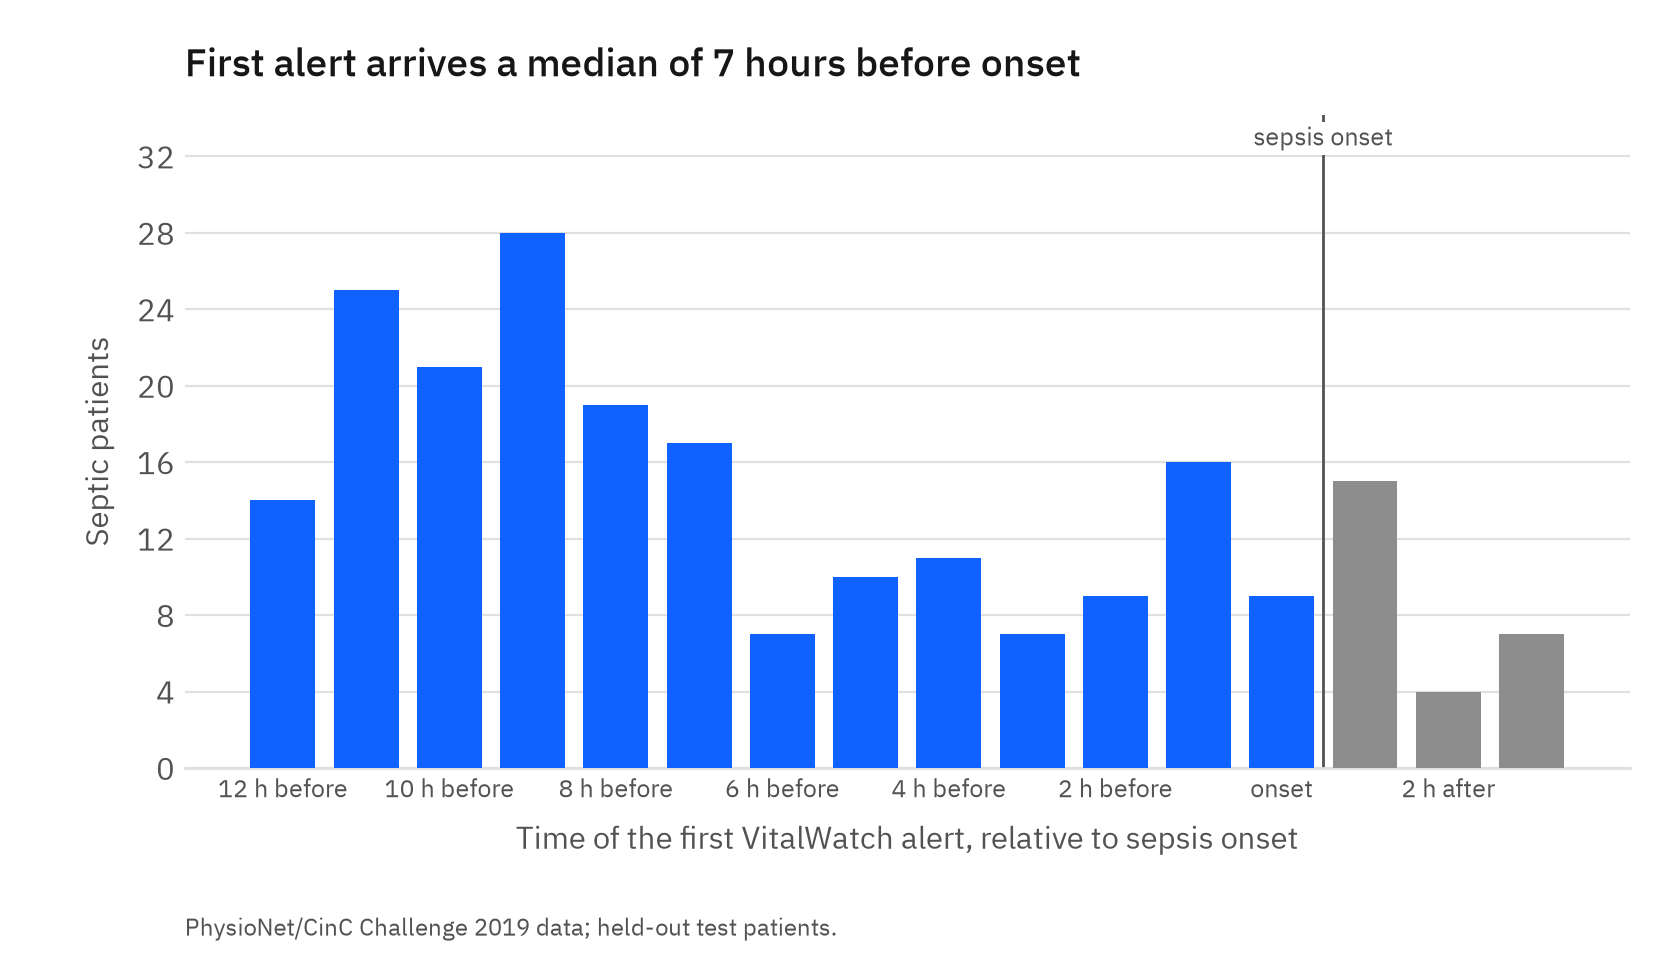 First alert arrives a median of 7 hours before onset
sepsis onset
32
28
24
20
16
12
8
4
0
Septic patients
12 h before
10 h before
8 h before
6 h before
4 h before
2 h before
onset
2 h after
Time of the first VitalWatch alert, relative to sepsis onset
PhysioNet/CinC Challenge 2019 data; held-out test patients.